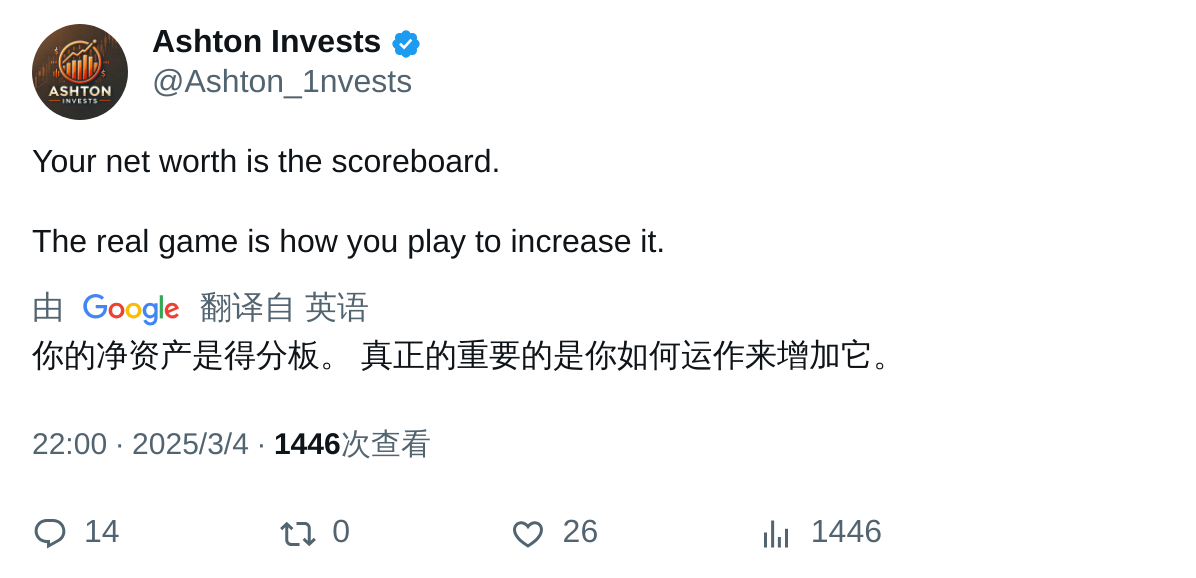 ASHTON
INVESTS
Ashton Invests
@Ashton_1nvests
Your net worth is the scoreboard.
The real game is how you play to increase it.
由 Google 翻译自 英语
你的净资产是得分板。 真正的重要的是你如何运作来增加它。
22:00 · 2025/3/4 · 1446次查看
14 0 26 1446